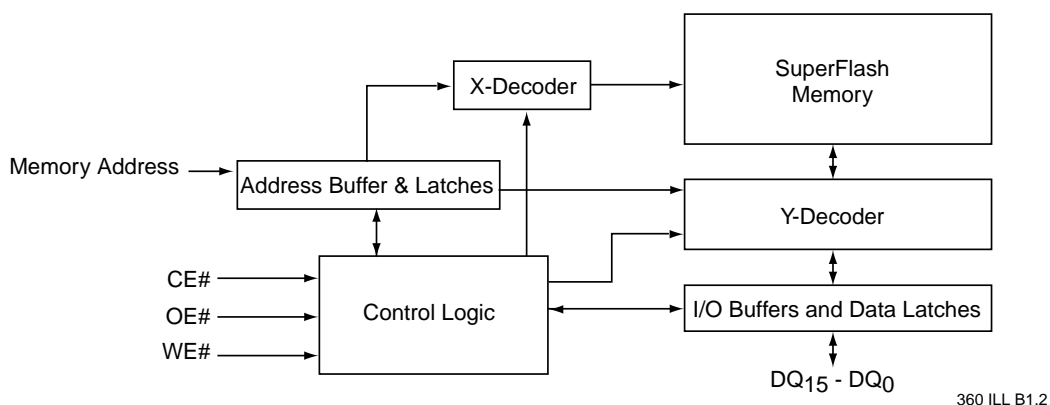 X-Decoder
SuperFlash
Memory
Memory Address
Address Buffer & Latches
Y-Decoder
CE#
OE#
WE#
Control Logic
I/O Buffers and Data Latches
DQ15 - DQ0
360 ILL B1.2